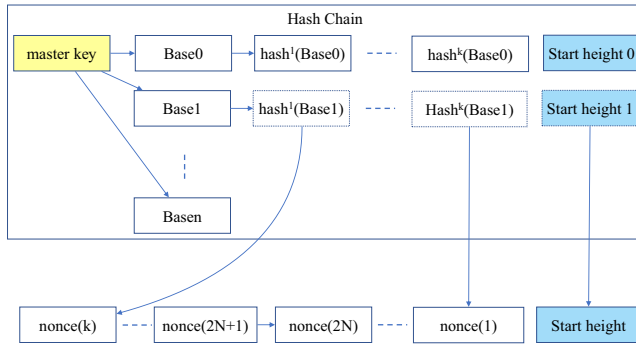 Hash Chain
master key
Base0
hash¹(Base0)
hashᵏ(Base0)
Start height 0
Base1
hash¹(Base1)
Hashᵏ(Base1)
Start height 1
Basen
nonce(k)
nonce(2N+1)
nonce(2N)
nonce(1)
Start height